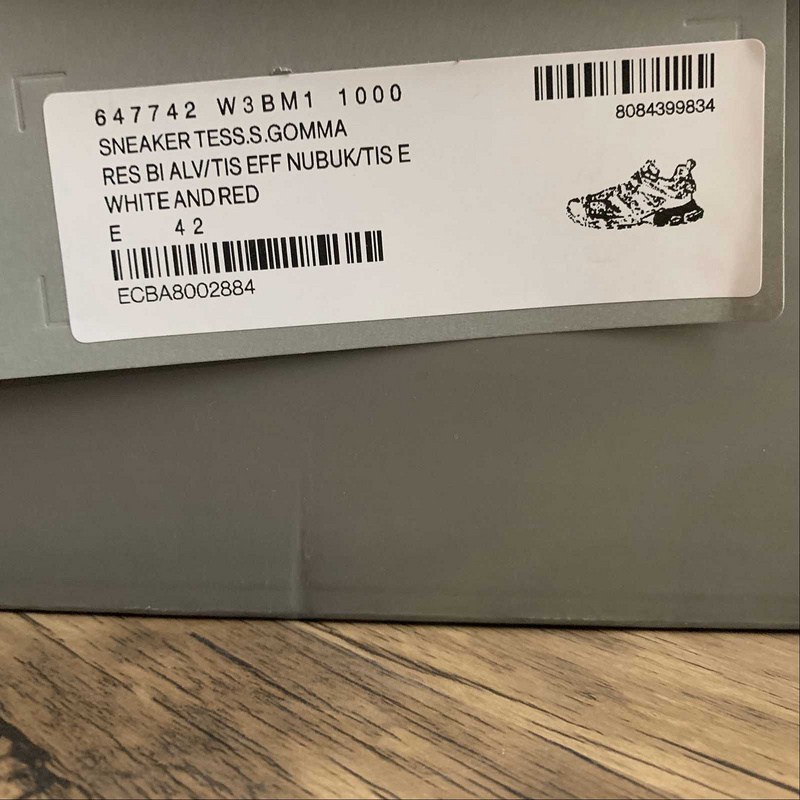 647742 W3BM1 1000
8084399834
SNEAKER TESS.S.GOMMA
RES BI ALV/TIS EFF NUBUK/TIS E
WHITE AND RED
E 42
ECBA8002884